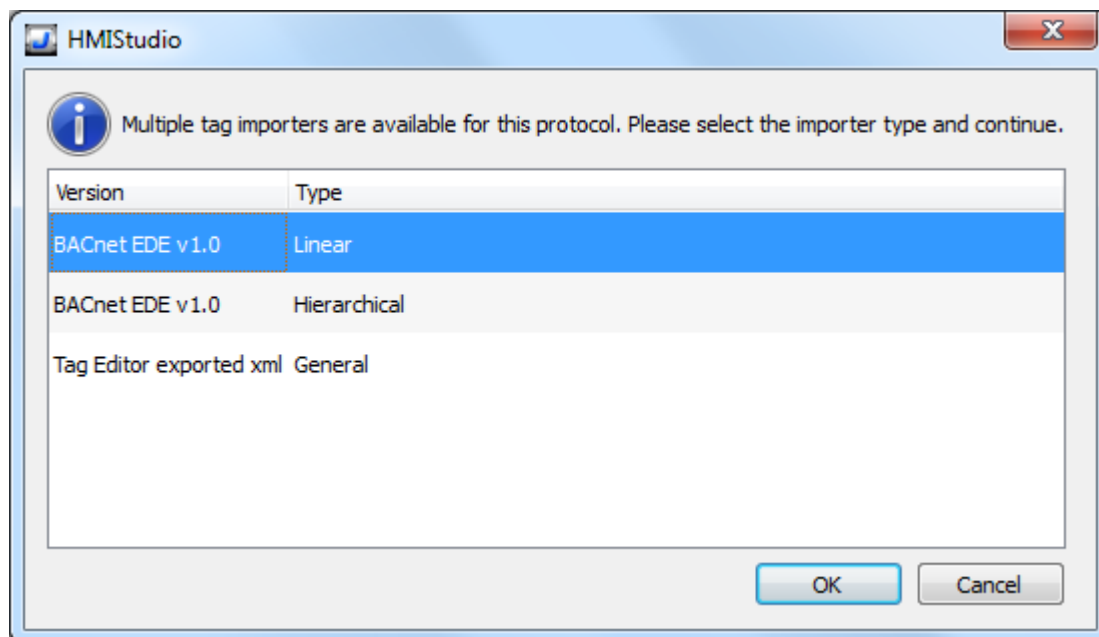 HMIStudio
Multiple tag importers are available for this protocol. Please select the importer type and continue.
Version Type
BACnet EDE v1.0 Linear
BACnet EDE v1.0 Hierarchical
Tag Editor exported xml General
OK Cancel